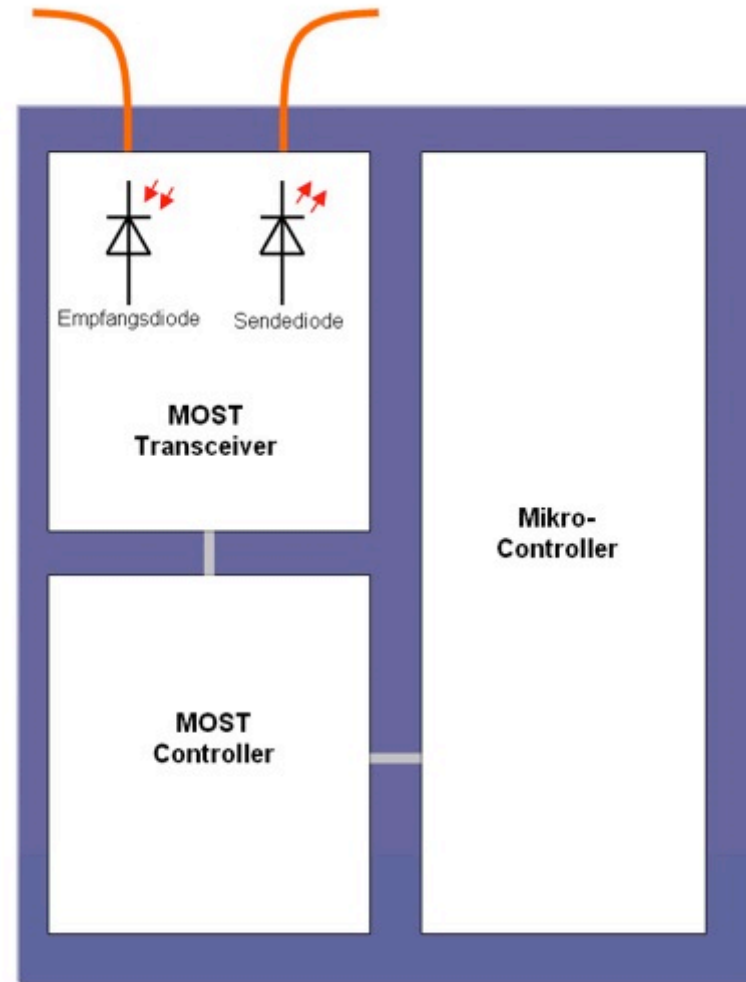 Empfangsdiode
Sendediode
MOST
Transceiver
Mikro-
Controller
MOST
Controller